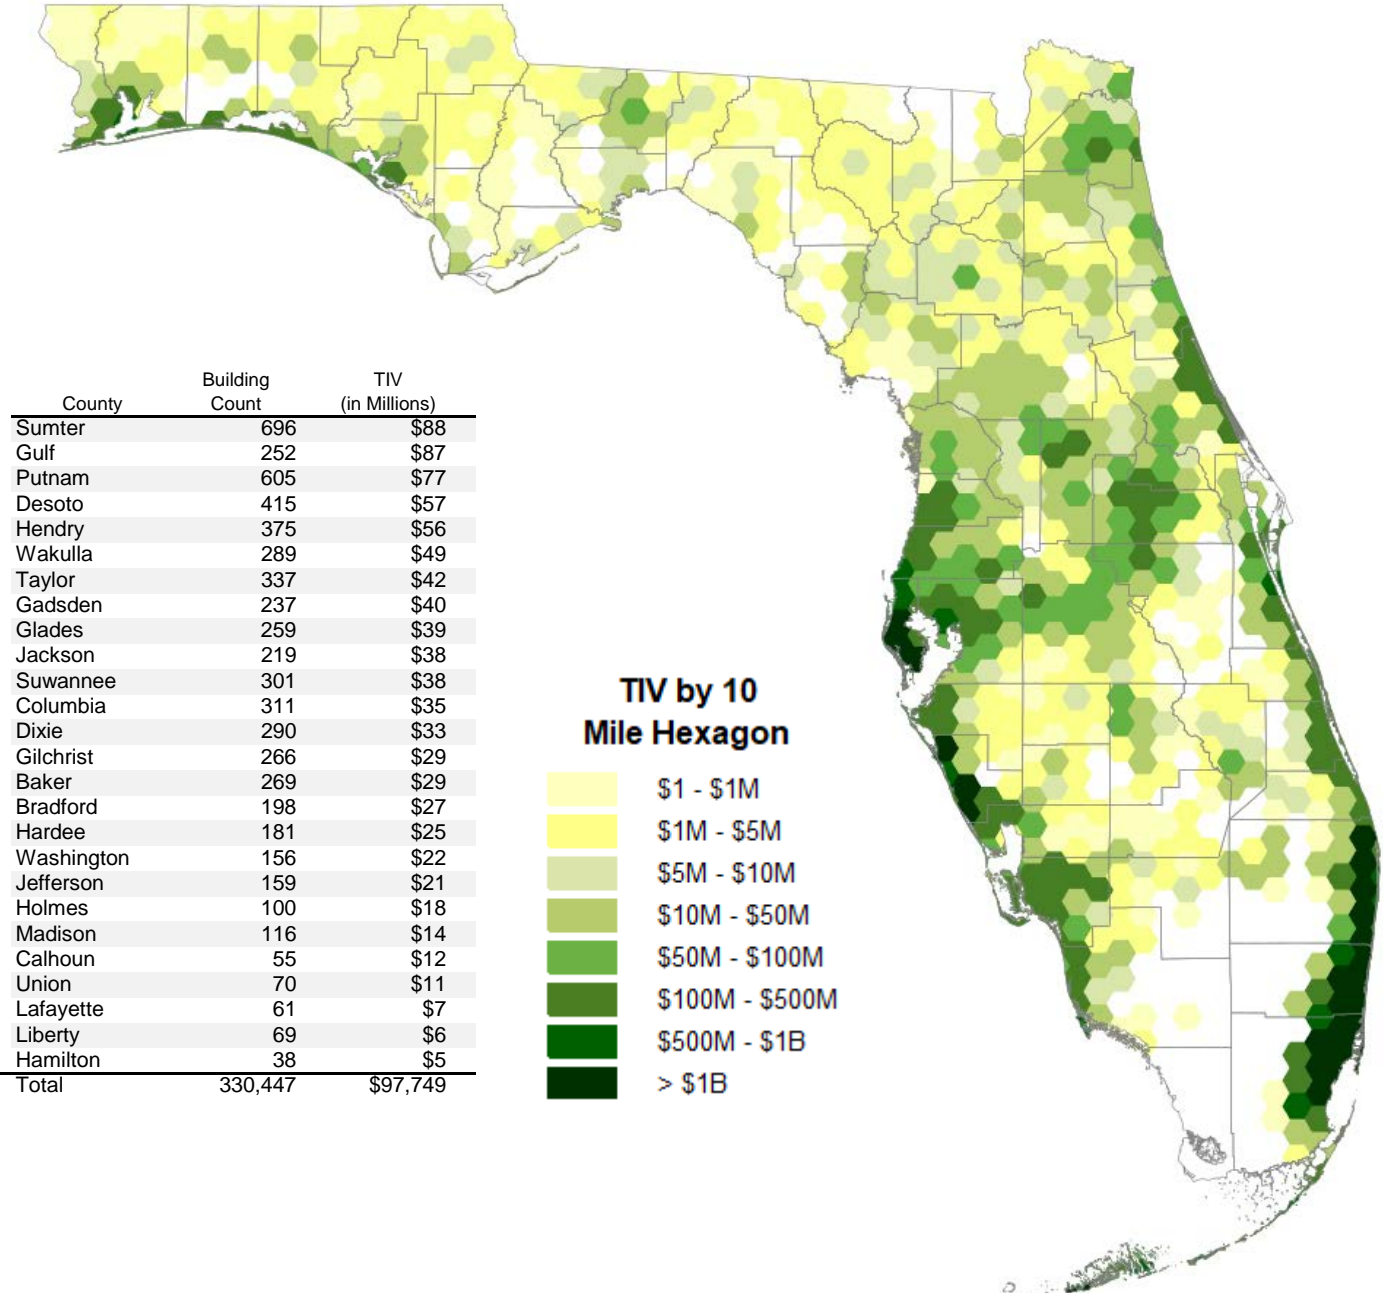 Building TIV
County Count (in Millions)
Sumter 696 $88
Gulf 252 $87
Putnam 605 $77
Desoto 415 $57
Hendry 375 $56
Wakulla 289 $49
Taylor 337 $42
Gadsden 237 $40
Glades 259 $39
Jackson 219 $38
Suwannee 301 $38
Columbia 311 $35
Dixie 290 $33
Gilchrist 266 $29
Baker 269 $29
Bradford 198 $27
Hardee 181 $25
Washington 156 $22
Jefferson 159 $21
Holmes 100 $18
Madison 116 $14
Calhoun 55 $12
Union 70 $11
Lafayette 61 $7
Liberty 69 $6
Hamilton 38 $5
Total 330,447 $97,749
TIV by 10
Mile Hexagon
$1 - $1M
$1M - $5M
$5M - $10M
$10M - $50M
$50M - $100M
$100M - $500M
$500M - $1B
> $1B